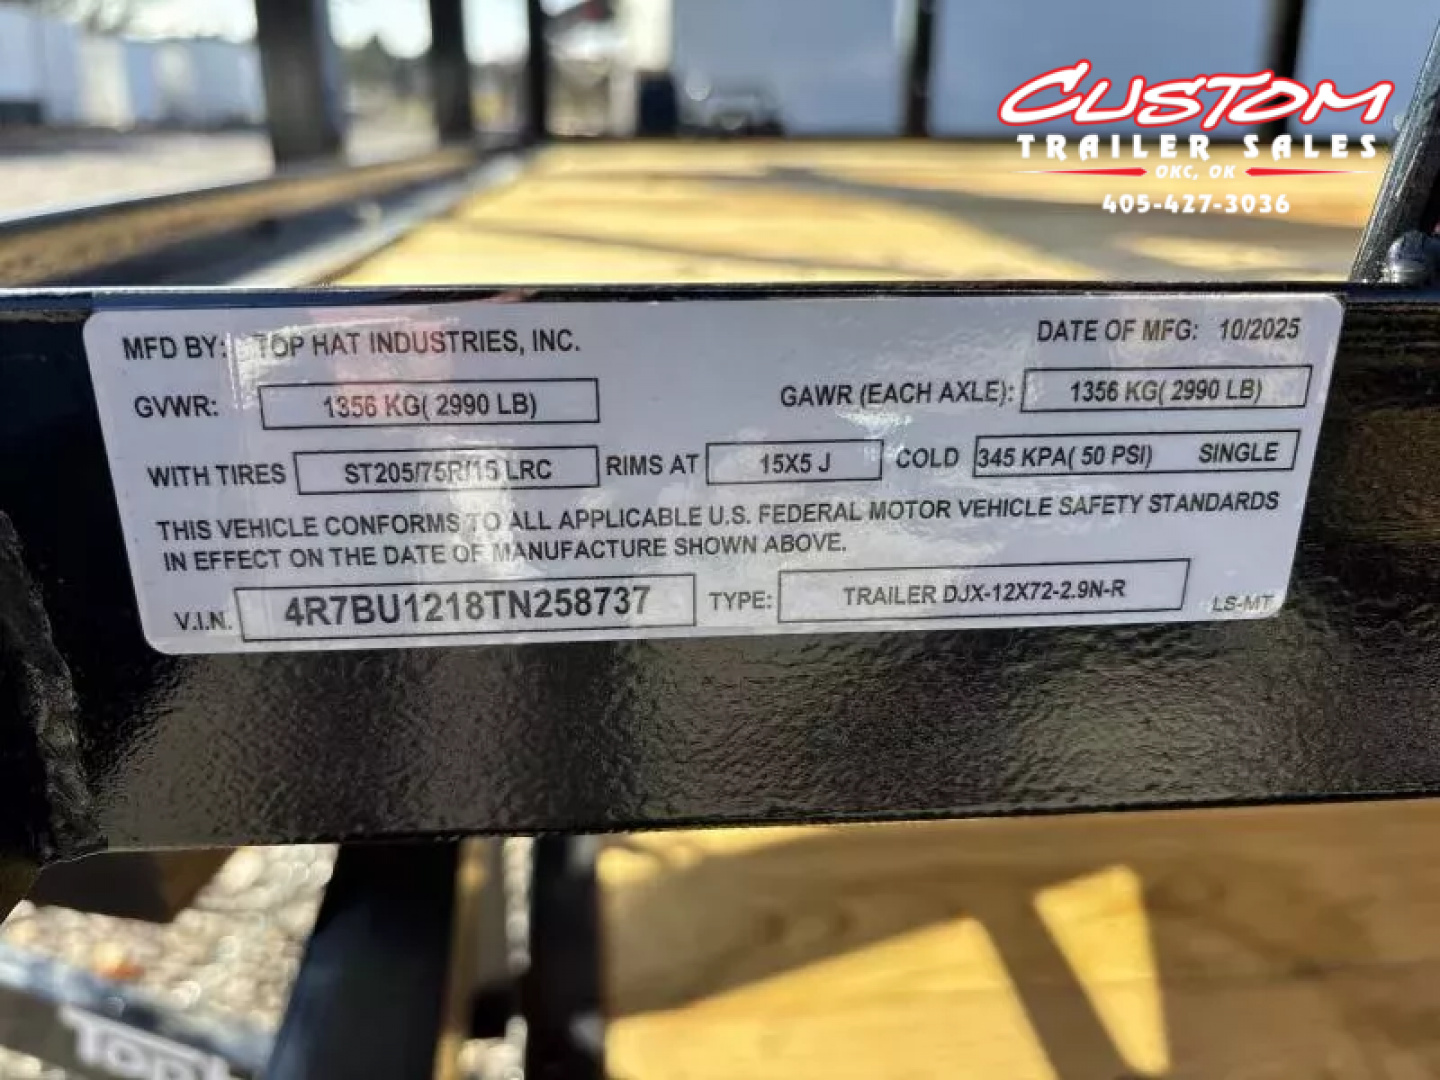 CUSTOM
TRAILER SALES
OKC, OK
405-427-3036
MFD BY: TOP HAT INDUSTRIES, INC. DATE OF MFG: 10/2025
GVWR: 1356 KG( 2990 LB) GAWR (EACH AXLE): 1356 KG( 2990 LB)
WITH TIRES ST205/75R/15 LRC RIMS AT 15X5 J COLD 345 KPA( 50 PSI) SINGLE
THIS VEHICLE CONFORMS TO ALL APPLICABLE U.S. FEDERAL MOTOR VEHICLE SAFETY STANDARDS
IN EFFECT ON THE DATE OF MANUFACTURE SHOWN ABOVE.
V.I.N. 4R7BU1218TN258737 TYPE: TRAILER DJX-12X72-2.9N-R LS-MT